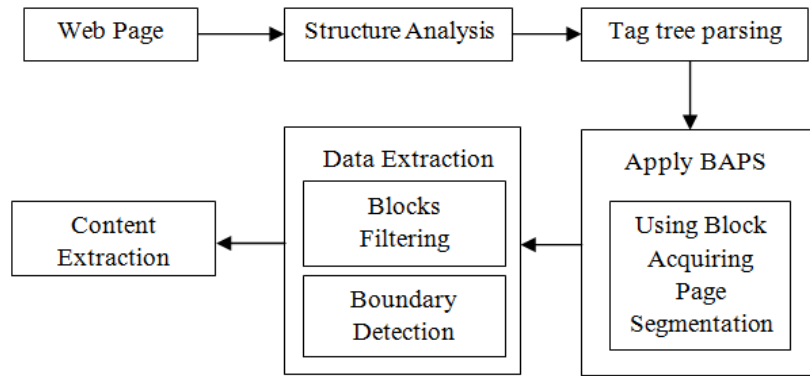 Web Page
Structure Analysis
Tag tree parsing
Apply BAPS
Using Block
Acquiring
Page
Segmentation
Data Extraction
Blocks
Filtering
Boundary
Detection
Content
Extraction